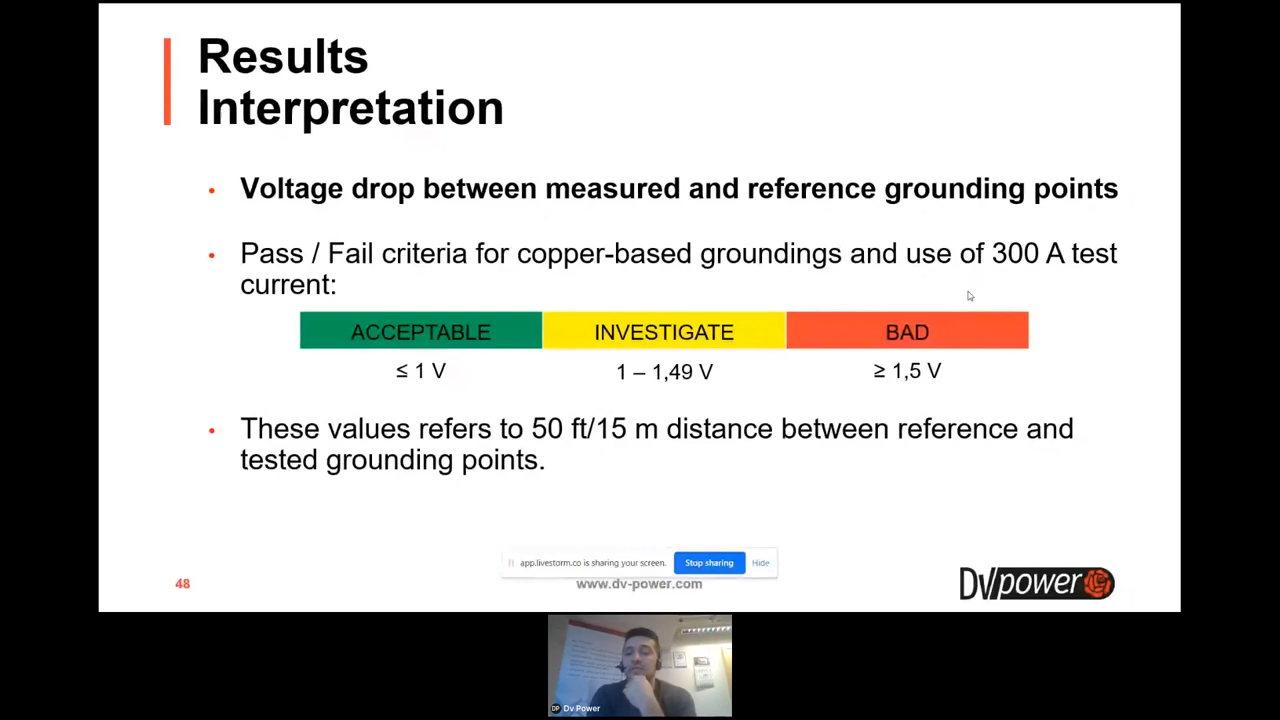 Results
Interpretation
• Voltage drop between measured and reference grounding points
• Pass / Fail criteria for copper-based groundings and use of 300 A test
current:
ACCEPTABLE INVESTIGATE BAD
≤ 1 V 1 – 1,49 V ≥ 1,5 V
• These values refers to 50 ft/15 m distance between reference and
tested grounding points.
app.livestorm.co is sharing your screen. Stop sharing Hide
48 www.dv-power.com DV power
DP Dv Power